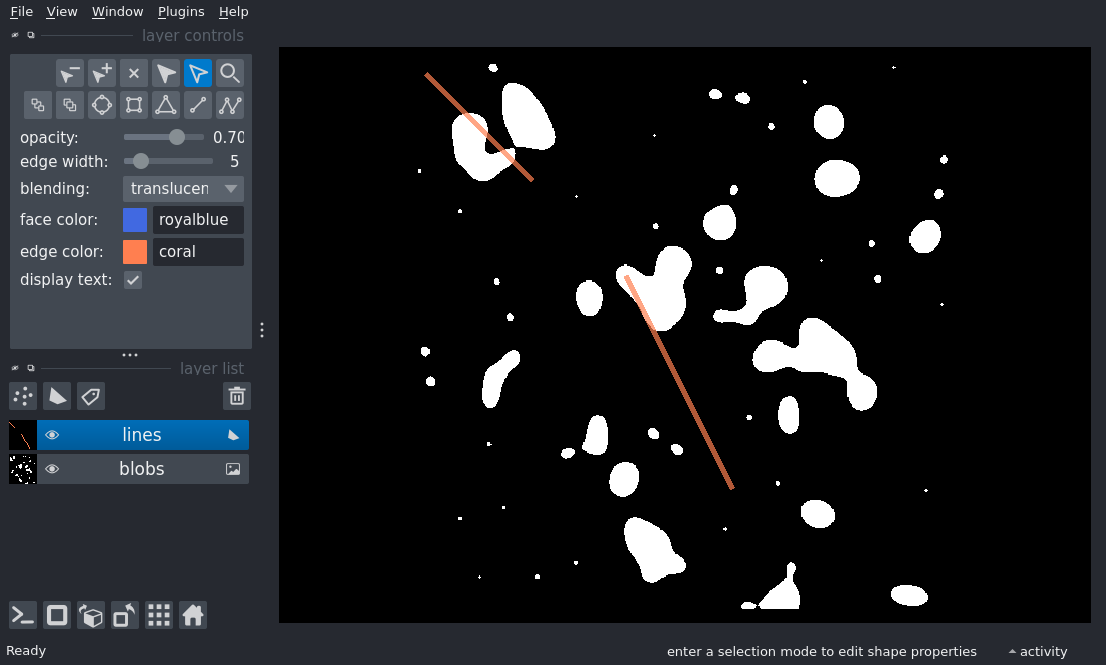 File View Window Plugins Help
layer controls
opacity: 0.70
edge width: 5
blending: translucen
face color: royalblue
edge color: coral
display text:
layer list
lines
blobs
Ready enter a selection mode to edit shape properties activity